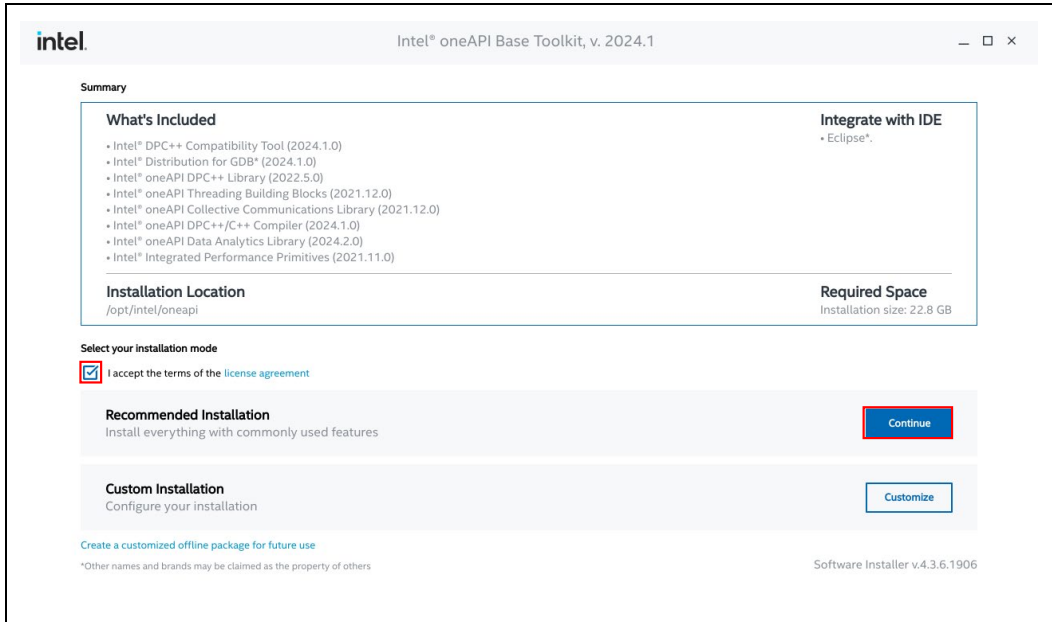 intel.
Intel® oneAPI Base Toolkit, v. 2024.1
Summary
What's Included
• Intel® DPC++ Compatibility Tool (2024.1.0)
• Intel® Distribution for GDB* (2024.1.0)
• Intel® oneAPI DPC++ Library (2022.5.0)
• Intel® oneAPI Threading Building Blocks (2021.12.0)
• Intel® oneAPI Collective Communications Library (2021.12.0)
• Intel® oneAPI DPC++/C++ Compiler (2024.1.0)
• Intel® oneAPI Data Analytics Library (2024.2.0)
• Intel® Integrated Performance Primitives (2021.11.0)
Integrate with IDE
• Eclipse*.
Installation Location
/opt/intel/oneapi
Required Space
Installation size: 22.8 GB
Select your installation mode
I accept the terms of the license agreement
Recommended Installation
Install everything with commonly used features
Continue
Custom Installation
Configure your installation
Customize
Create a customized offline package for future use
*Other names and brands may be claimed as the property of others
Software Installer v.4.3.6.1906